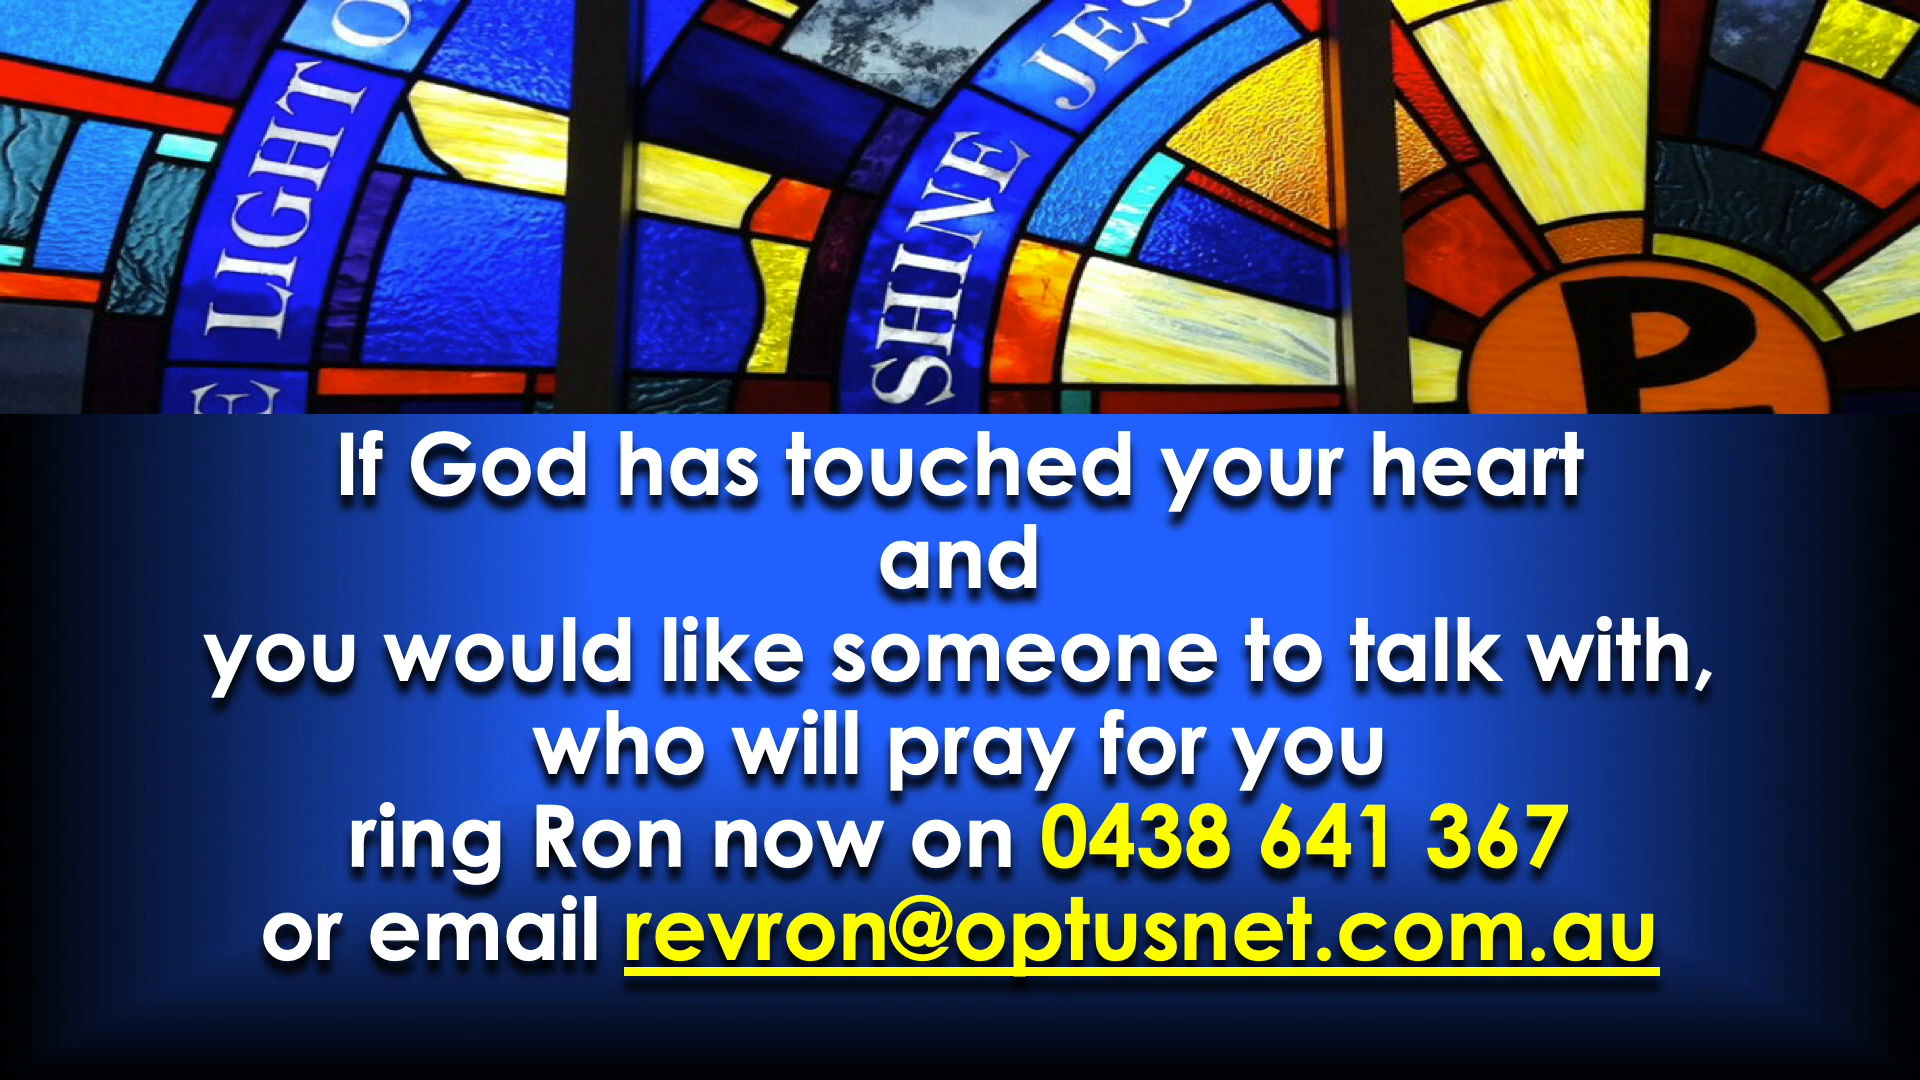 LIGHT O
SHINE JES
E
P
If God has touched your heart
and
you would like someone to talk with,
who will pray for you
ring Ron now on 0438 641 367
or email revron@optusnet.com.au